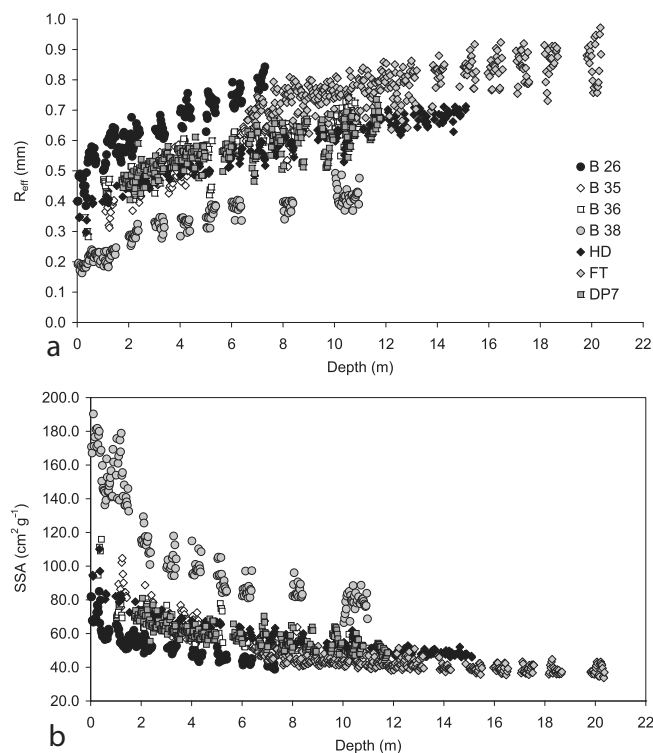 1.0
0.9
0.8
0.7
0.6
0.5
0.4
0.3
0.2
0.1
0.0
R_eff (mm)
B 26
B 35
B 36
B 38
HD
FT
DP7
0 2 4 6 8 10 12 14 16 18 20 22
a
Depth (m)
200.0
180.0
160.0
140.0
120.0
100.0
80.0
60.0
40.0
20.0
SSA (cm² g⁻¹)
0 2 4 6 8 10 12 14 16 18 20 22
b
Depth (m)